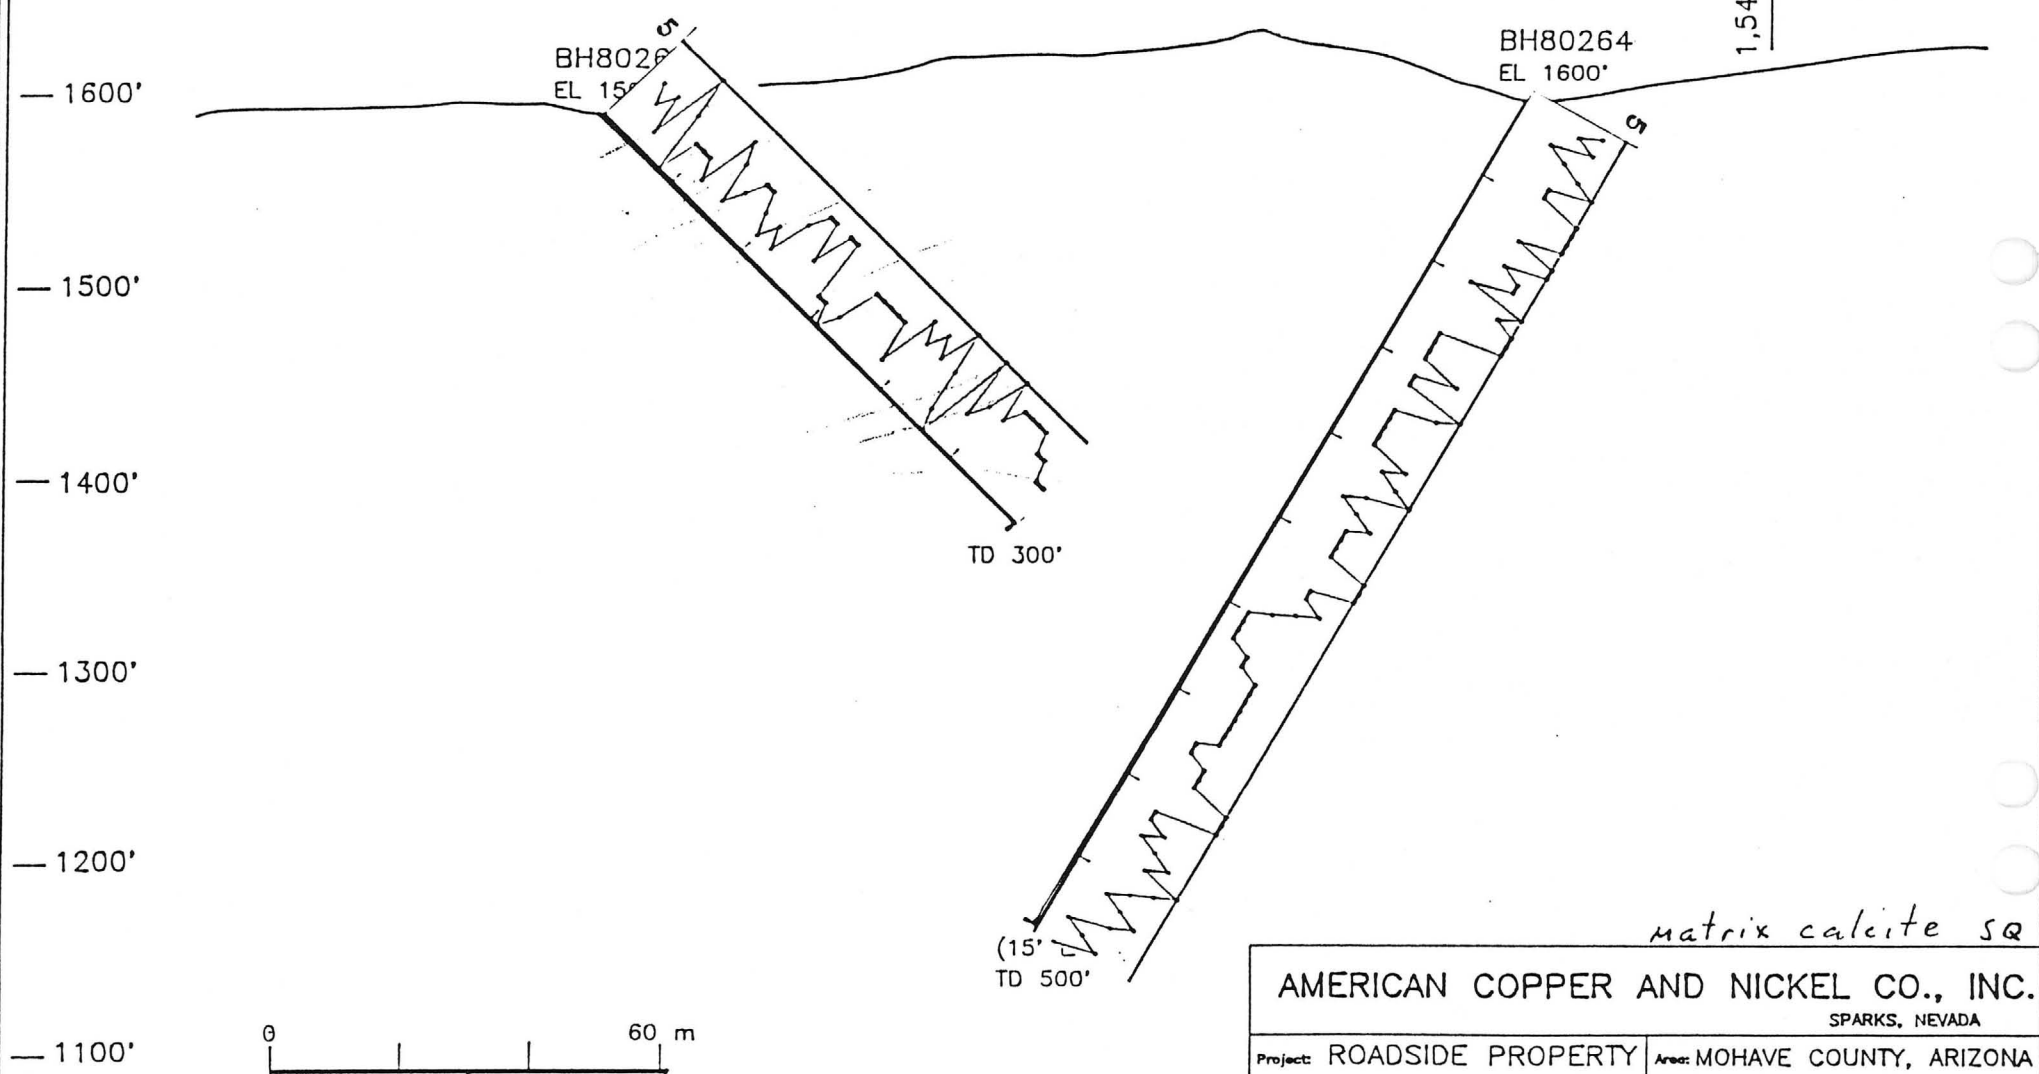 5
BH8026
EL 15
BH80264
EL 1600'
1,54
5
1600'
1500'
1400'
1300'
1200'
1100'
TD 300'
(15'
TD 500'
0 60 m
Matrix calcite SQ
AMERICAN COPPER AND NICKEL CO., INC.
SPARKS, NEVADA
Project: ROADSIDE PROPERTY
Area: MOHAVE COUNTY, ARIZONA